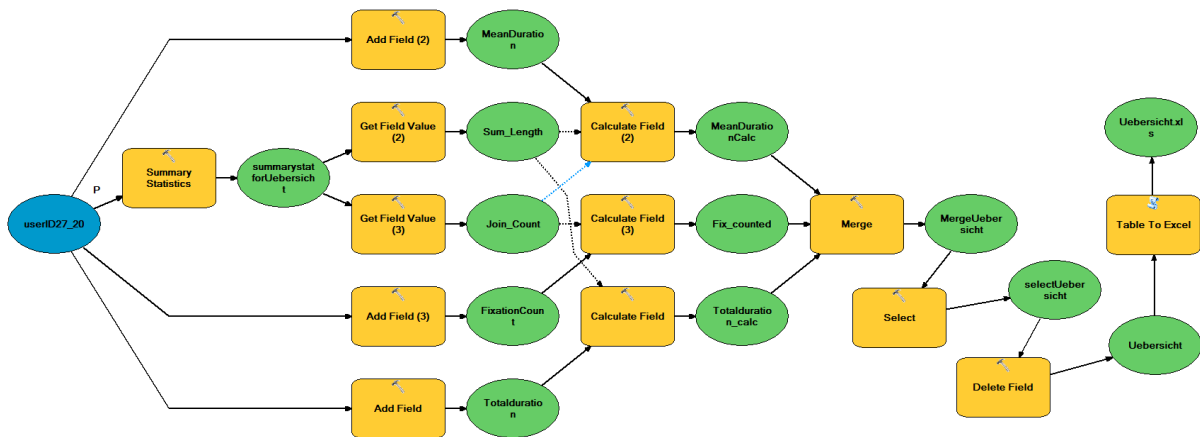 Add Field (2)
MeanDuratio
n
Get Field Value
(2)
Sum_Length
Calculate Field
(2)
MeanDuratio
nCalc
Uebersicht.xl
s
P
Summary
Statistics
summarystat
forUebersic
ht
userID27_20
Get Field Value
(3)
Join_Count
Calculate Field
(3)
Fix_counted
Merge
MergeUeber
sicht
Table To Excel
selectUeber
sicht
Add Field (3)
FixationCoun
t
Calculate Field
Totalduratio
n_calc
Select
Uebersicht
Delete Field
Add Field
Totalduratio
n